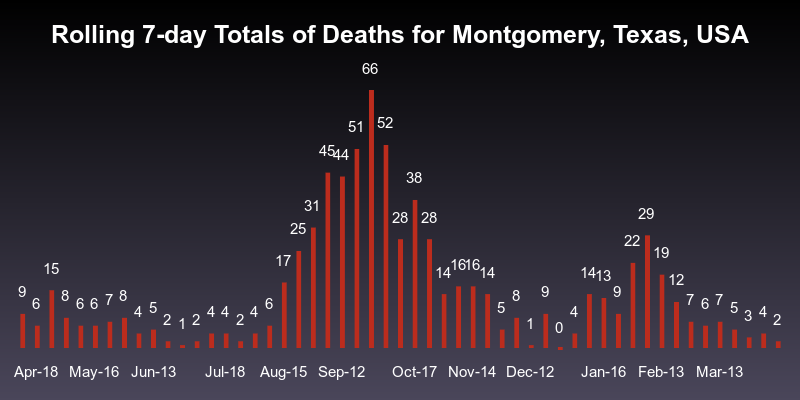 Rolling 7-day Totals of Deaths for Montgomery, Texas, USA
9 6 15 8 6 6 7 8 4 5 2 1 2 4 4 2 4 6 17 25 31 45 44 51 66 52 28 38 28 14 16 16 14 5 8 1 9 0 4 14 13 9 22 29 19 12 7 6 7 5 3 4 2
Apr-18 May-16 Jun-13 Jul-18 Aug-15 Sep-12 Oct-17 Nov-14 Dec-12 Jan-16 Feb-13 Mar-13